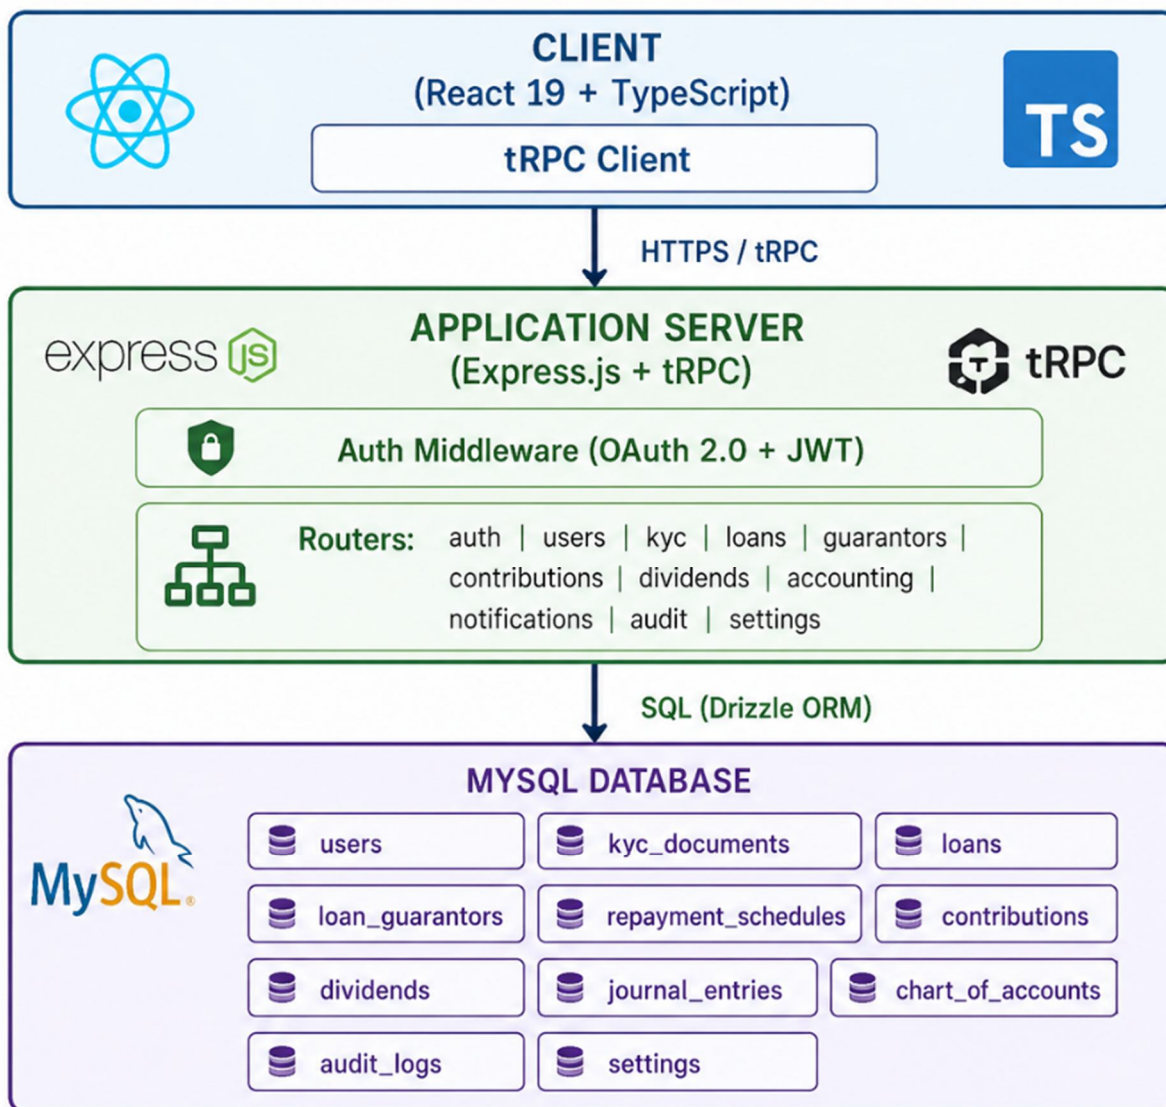 CLIENT
(React 19 + TypeScript)
TS
tRPC Client
HTTPS / tRPC
APPLICATION SERVER
(Express.js + tRPC)
express JS
T tRPC
Auth Middleware (OAuth 2.0 + JWT)
Routers: auth | users | kyc | loans | guarantors |
contributions | dividends | accounting |
notifications | audit | settings
SQL (Drizzle ORM)
MYSQL DATABASE
MySQL®
users kyc_documents loans
loan_guarantors repayment_schedules contributions
dividends journal_entries chart_of_accounts
audit_logs settings